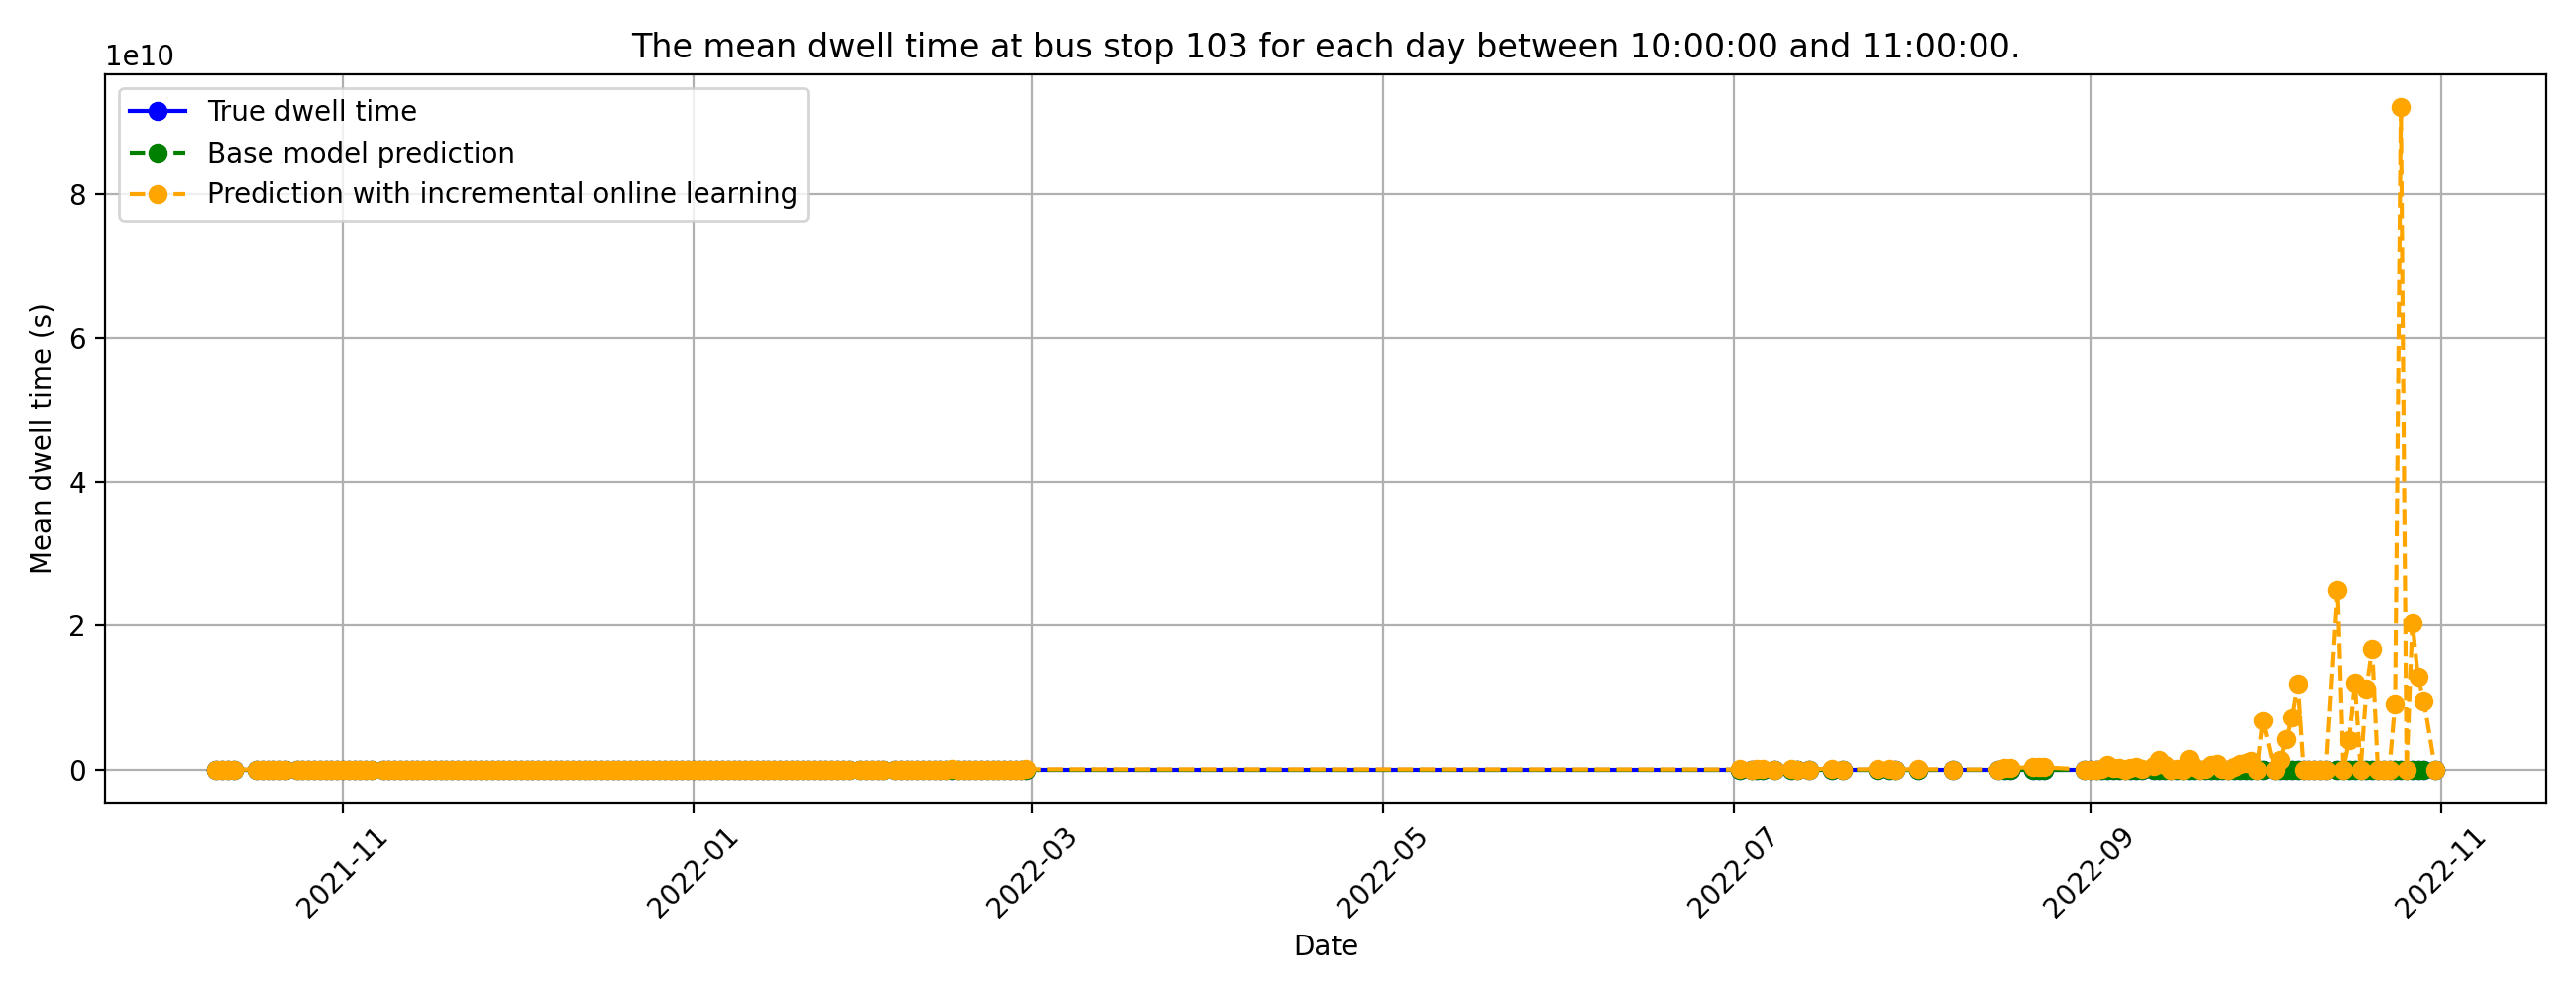 The mean dwell time at bus stop 103 for each day between 10:00:00 and 11:00:00.
1e10
True dwell time
Base model prediction
Prediction with incremental online learning
8
6
4
2
0
Mean dwell time (s)
2021-11
2022-01
2022-03
2022-05
2022-07
2022-09
2022-11
Date